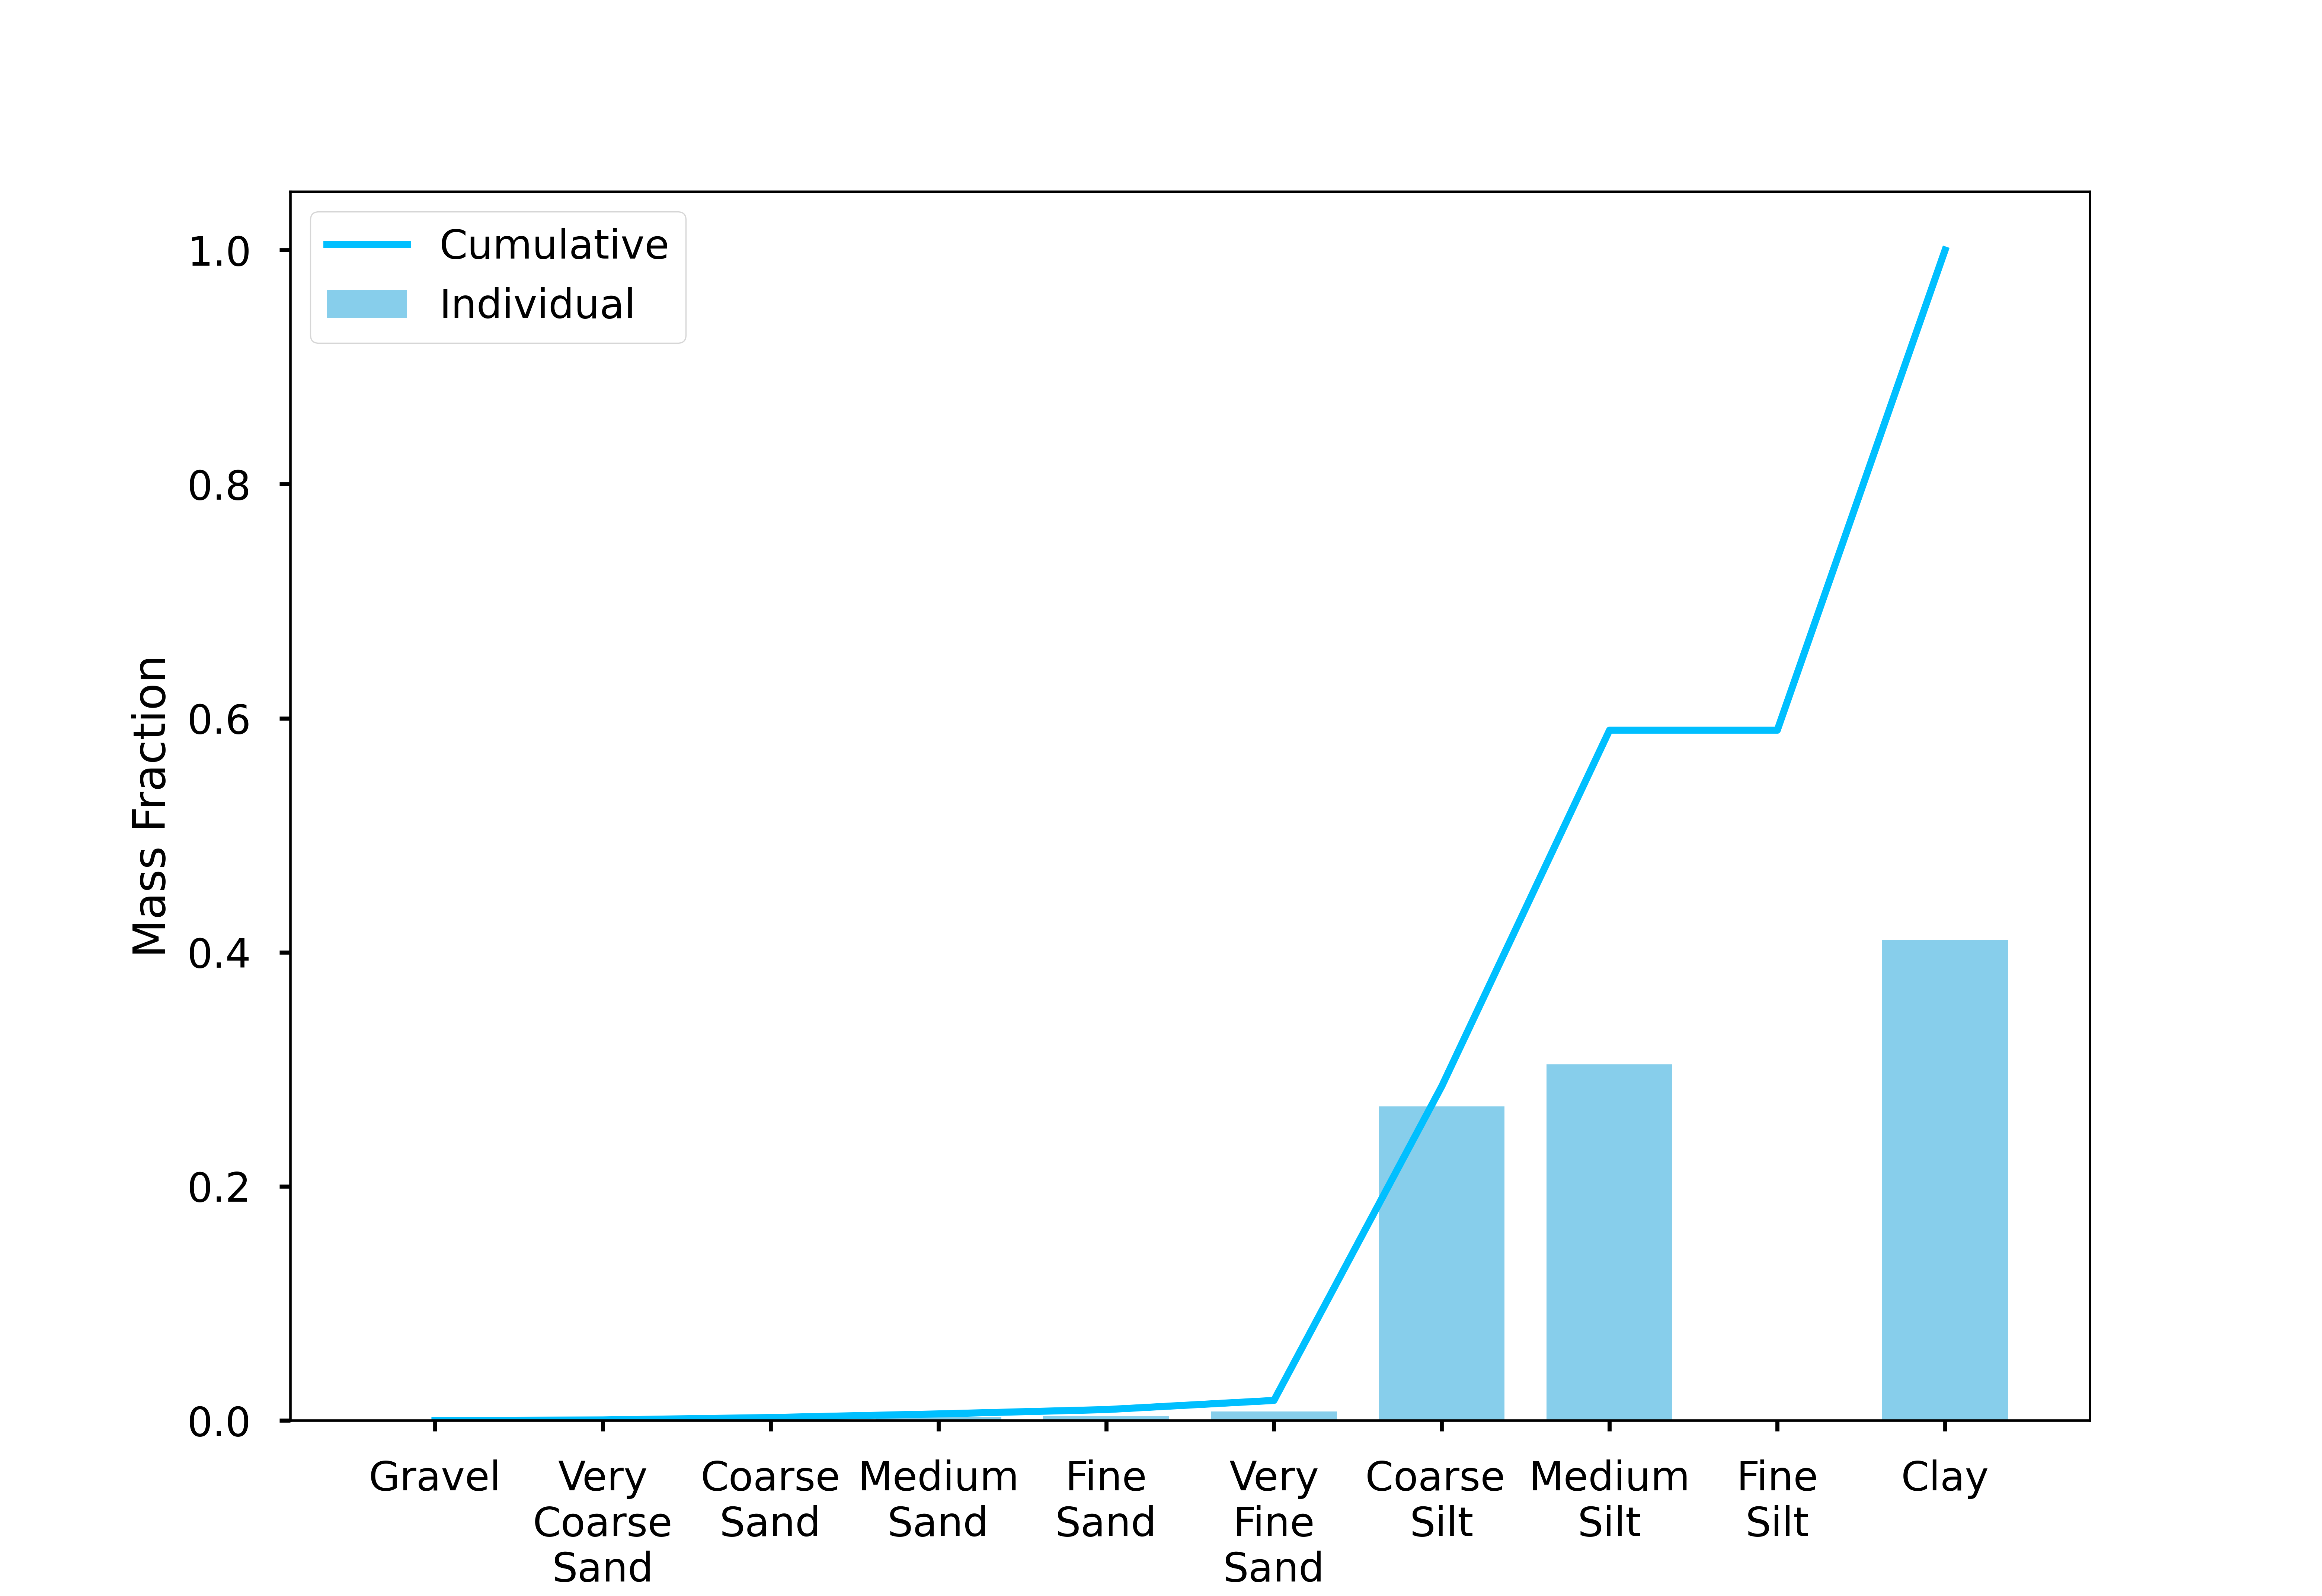 Cumulative
Individual
1.0
0.8
0.6
0.4
0.2
0.0
Mass Fraction
Gravel
Very
Coarse
Sand
Coarse
Sand
Medium
Sand
Fine
Sand
Very
Fine
Sand
Coarse
Silt
Medium
Silt
Fine
Silt
Clay